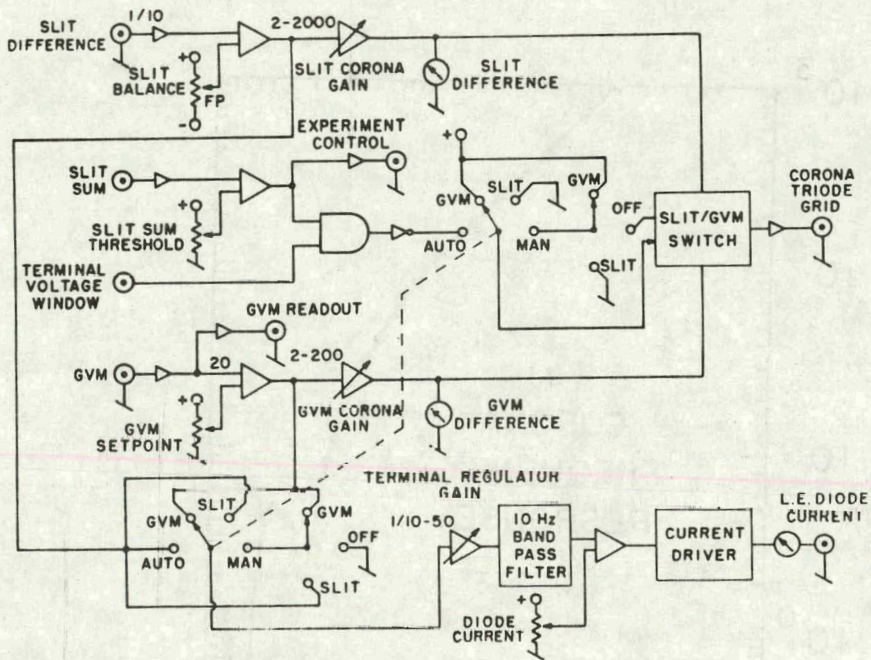 SLIT
DIFFERENCE
1/10
2-2000
SLIT
BALANCE
+
FP
-
SLIT CORONA
GAIN
SLIT
DIFFERENCE
EXPERIMENT
CONTROL
SLIT
SUM
+
SLIT SUM
THRESHOLD
TERMINAL
VOLTAGE
WINDOW
+
GVM
SLIT
GVM
AUTO
MAN
OFF
SLIT
SLIT/GVM
SWITCH
CORONA
TRIODE
GRID
GVM READOUT
GVM
20
2-200
+
GVM
SETPOINT
GVM CORONA
GAIN
GVM
DIFFERENCE
TERMINAL REGULATUR
GAIN
GVM
SLIT
GVM
AUTO
MAN
OFF
SLIT
1/10-50
10 Hz
BAND
PASS
FILTER
+
DIODE
CURRENT
CURRENT
DRIVER
L.E. DIODE
CURRENT